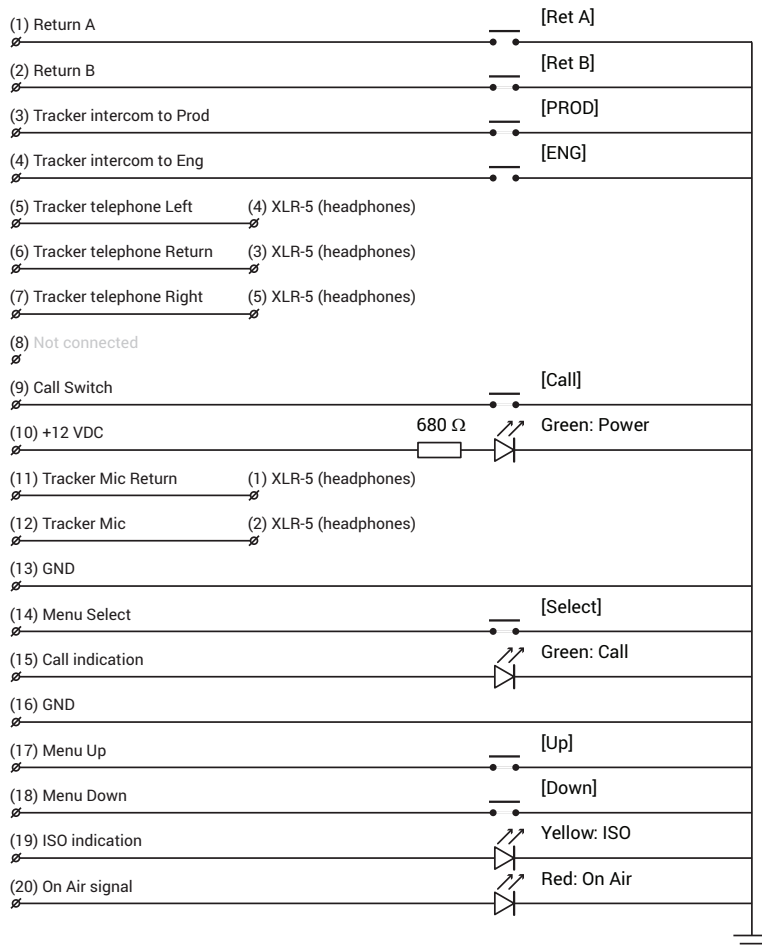 (1) Return A [Ret A]
(2) Return B [Ret B]
(3) Tracker intercom to Prod [PROD]
(4) Tracker intercom to Eng [ENG]
(5) Tracker telephone Left (4) XLR-5 (headphones)
(6) Tracker telephone Return (3) XLR-5 (headphones)
(7) Tracker telephone Right (5) XLR-5 (headphones)
(8) Not connected
(9) Call Switch [Call]
(10) +12 VDC 680 Ω Green: Power
(11) Tracker Mic Return (1) XLR-5 (headphones)
(12) Tracker Mic (2) XLR-5 (headphones)
(13) GND
(14) Menu Select [Select]
(15) Call indication Green: Call
(16) GND
(17) Menu Up [Up]
(18) Menu Down [Down]
(19) ISO indication Yellow: ISO
(20) On Air signal Red: On Air